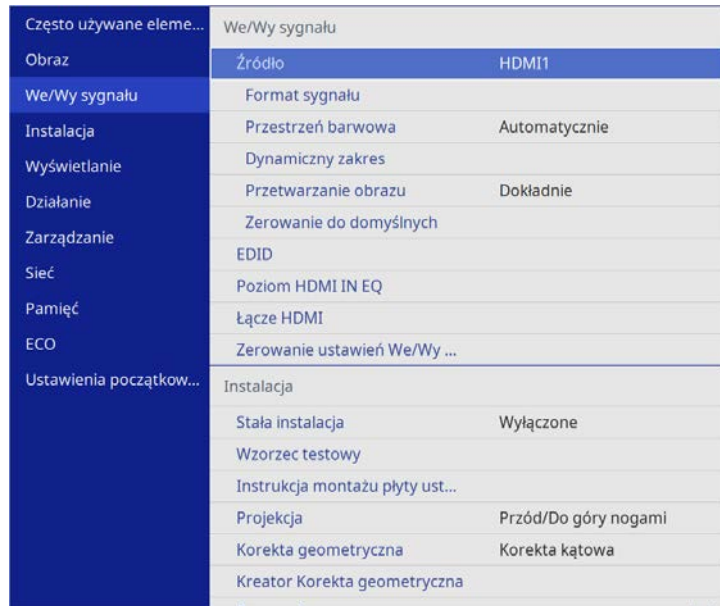 Często używane eleme...
Obraz
We/Wy sygnału
Instalacja
Wyświetlanie
Działanie
Zarządzanie
Sieć
Pamięć
ECO
Ustawienia początkow...
We/Wy sygnału
Źródło HDMI1
Format sygnału
Przestrzeń barwowa Automatycznie
Dynamiczny zakres
Przetwarzanie obrazu Dokładnie
Zerowanie do domyślnych
EDID
Poziom HDMI IN EQ
Łącze HDMI
Zerowanie ustawień We/Wy ...
Instalacja
Stała instalacja Wyłączone
Wzorzec testowy
Instrukcja montażu płyty ust...
Projekcja Przód/Do góry nogami
Korekta geometryczna Korekta kątowa
Kreator Korekta geometryczna